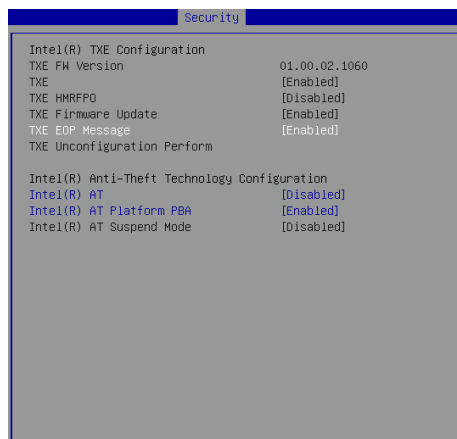 Security
Intel(R) TXE Configuration
TXE FW Version 01.00.02.1060
TXE [Enabled]
TXE HMRFPO [Disabled]
TXE Firmware Update [Enabled]
TXE EOP Message [Enabled]
TXE Unconfiguration Perform
Intel(R) Anti-Theft Technology Configuration
Intel(R) AT [Disabled]
Intel(R) AT Platform PBA [Enabled]
Intel(R) AT Suspend Mode [Disabled]